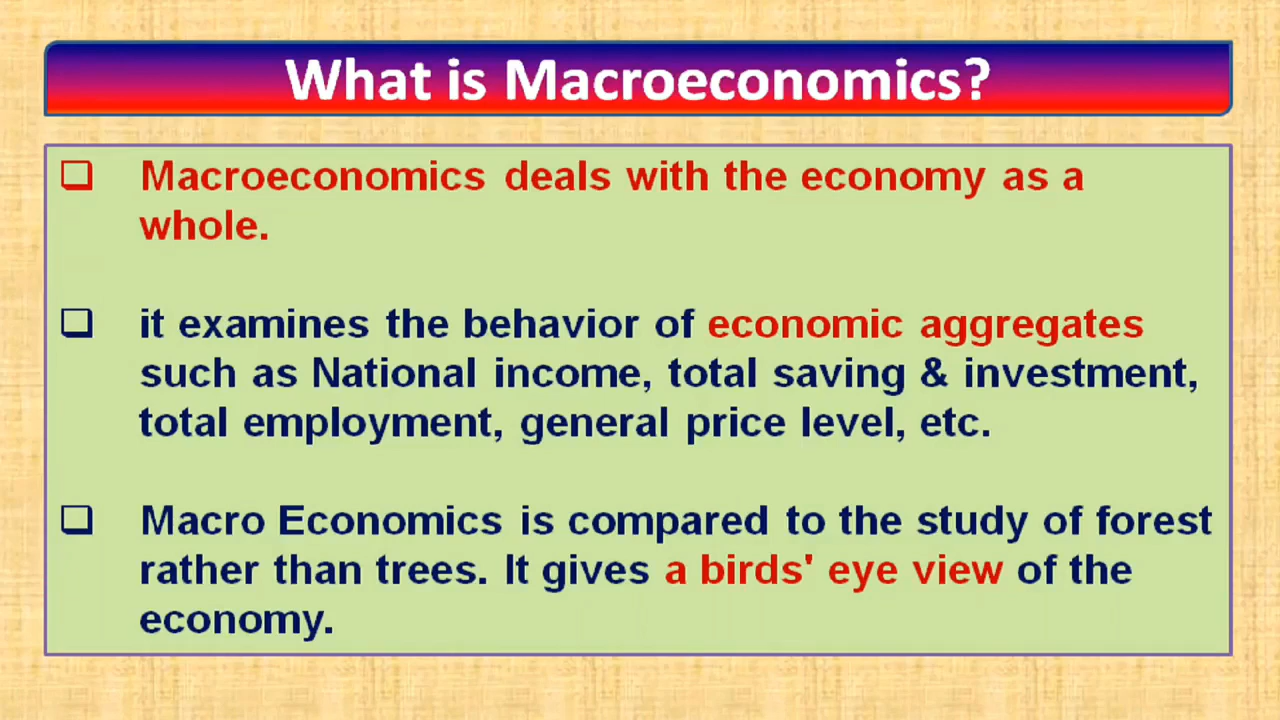 What is Macroeconomics?
❑ Macroeconomics deals with the economy as a
whole.
❑ it examines the behavior of economic aggregates
such as National income, total saving & investment,
total employment, general price level, etc.
❑ Macro Economics is compared to the study of forest
rather than trees. It gives a birds' eye view of the
economy.